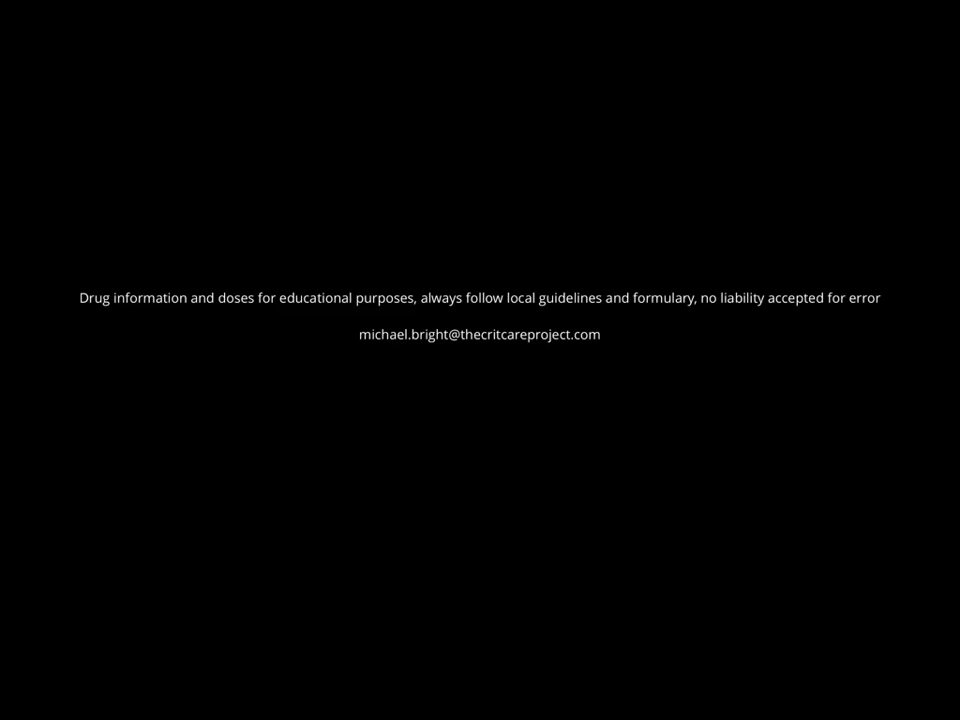 Drug information and doses for educational purposes, always follow local guidelines and formulary, no liability accepted for error
michael.bright@thecritcareproject.com